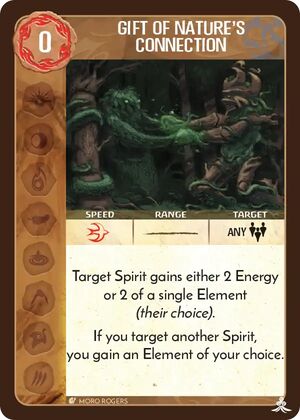 0
GIFT OF NATURE'S
CONNECTION
SPEED RANGE TARGET
ANY
Target Spirit gains either 2 Energy
or 2 of a single Element
(their choice).
If you target another Spirit,
you gain an Element of your choice.
MORO ROGERS